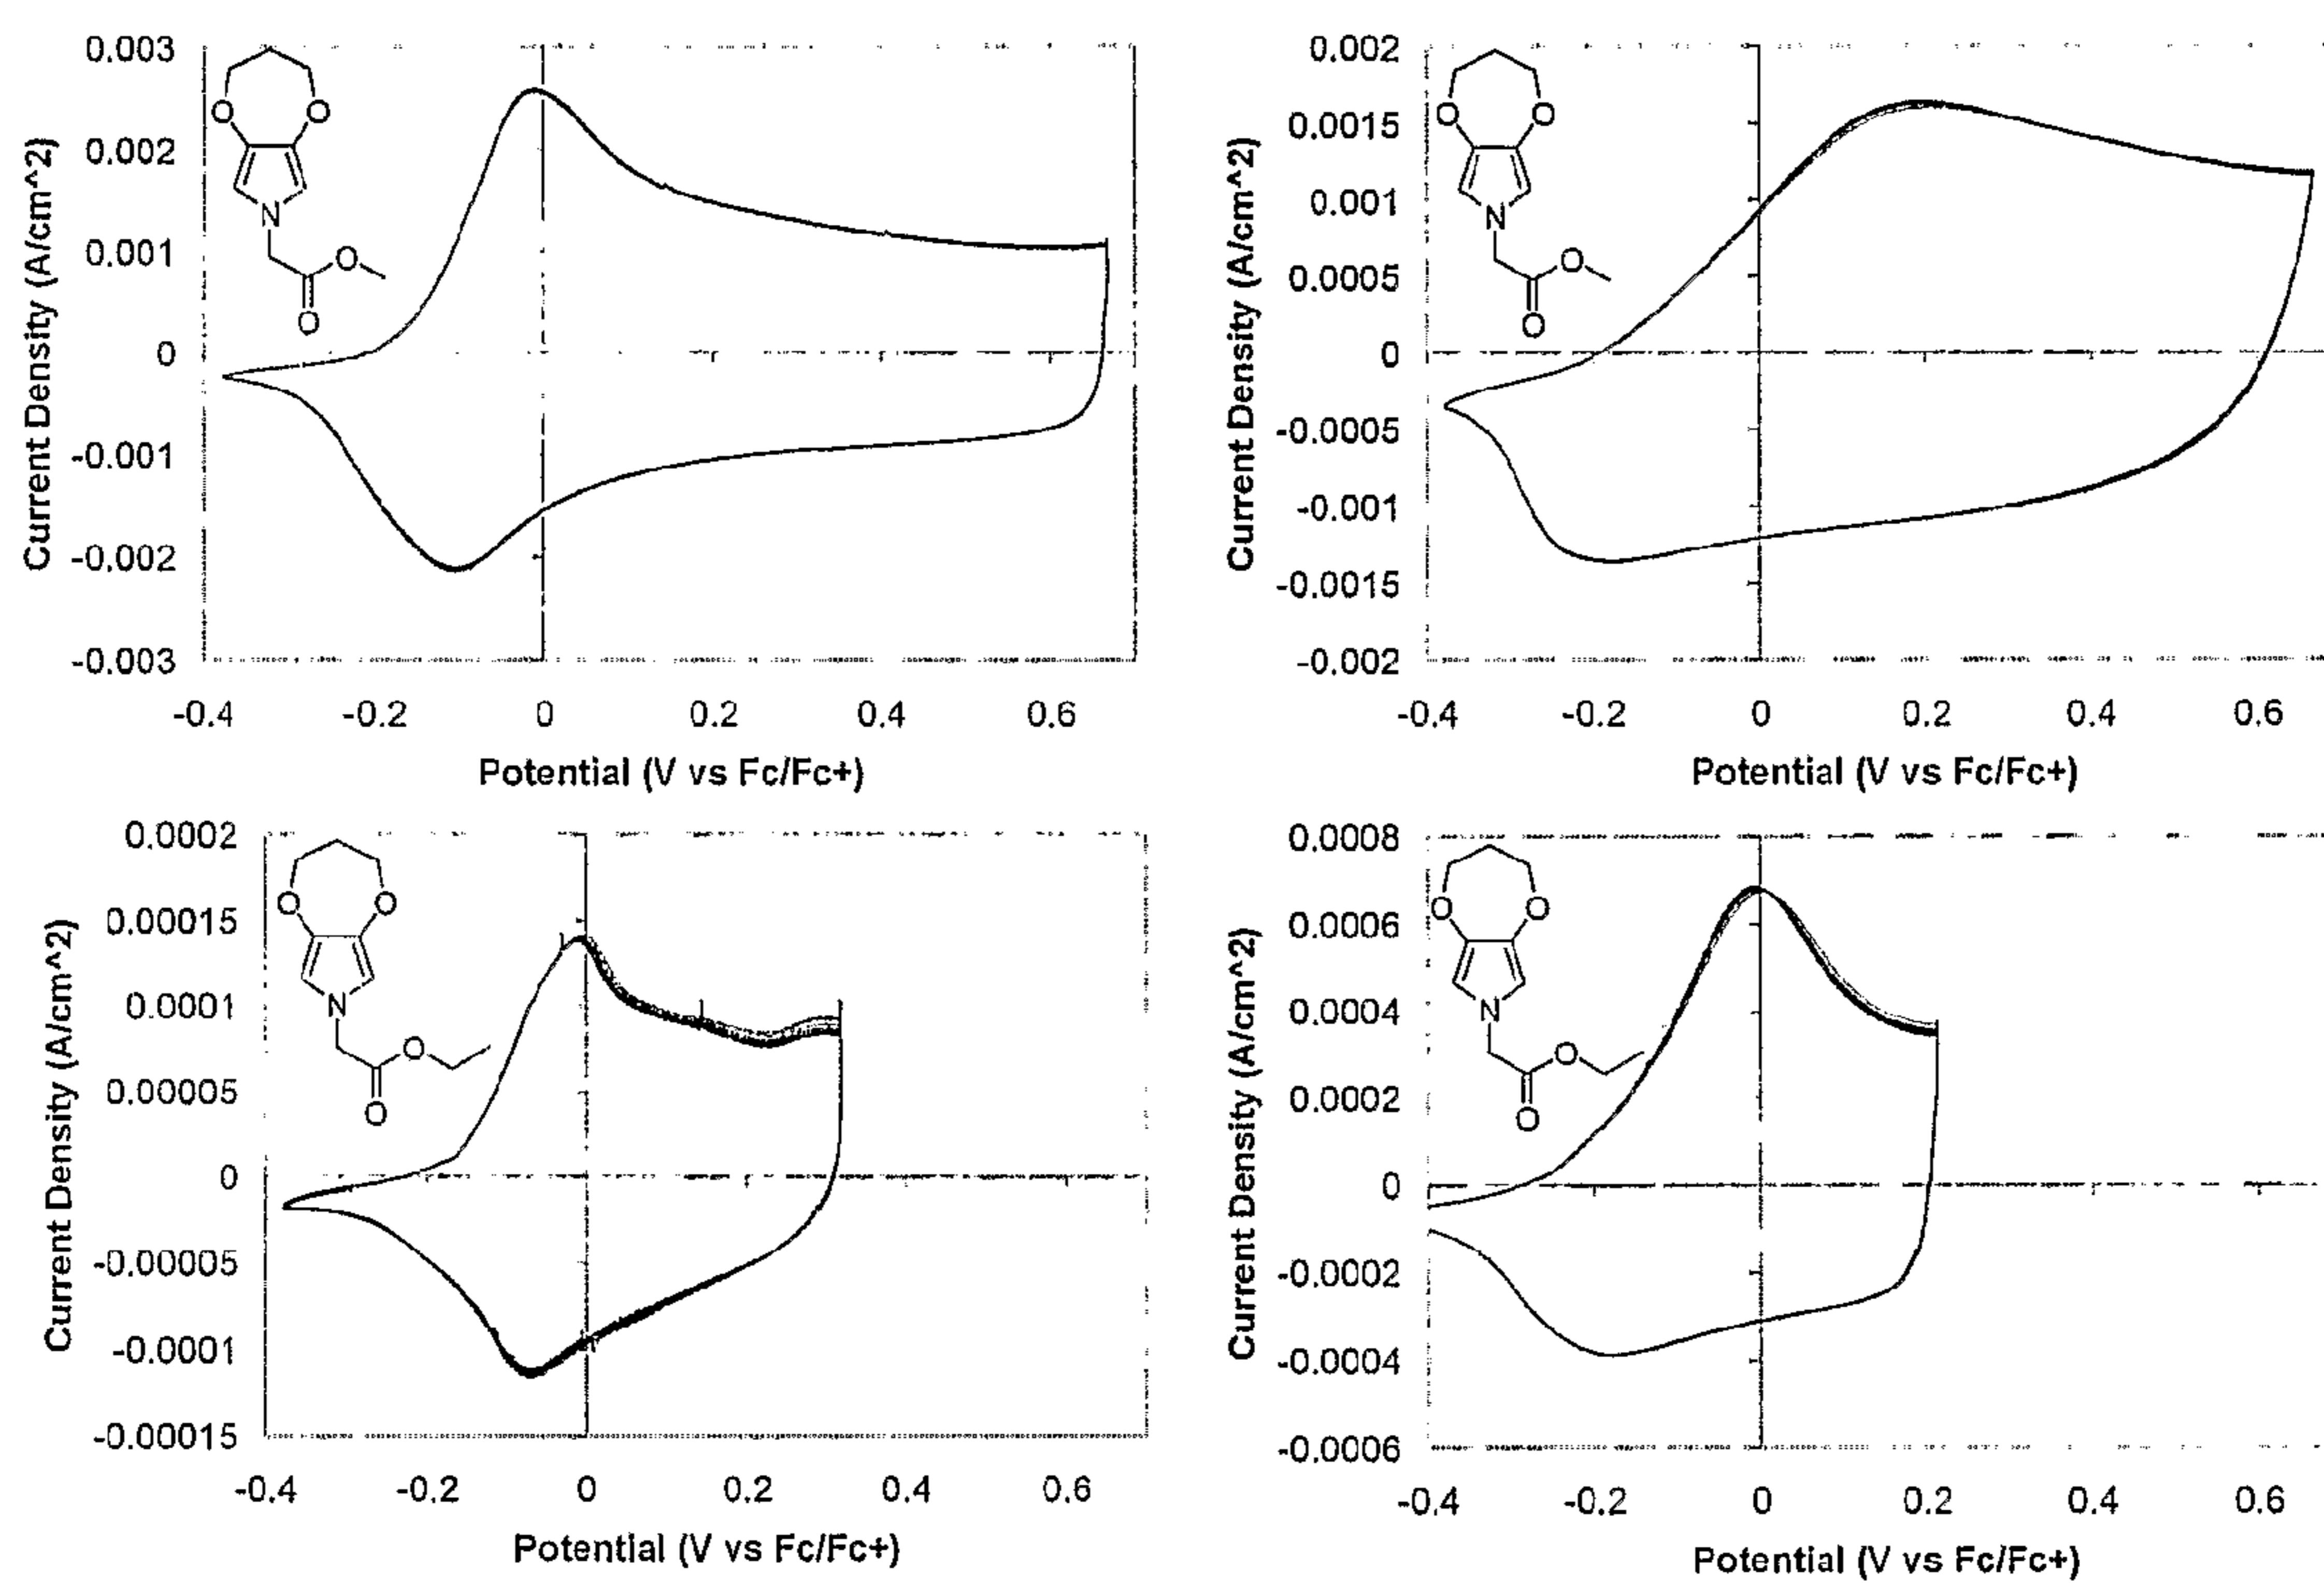 0.003
0.002
0.001
0
-0.001
-0.002
-0.003
Current Density (A/cm^2)
-0.4 -0.2 0 0.2 0.4 0.6
Potential (V vs Fc/Fc+)
O O
N
O
O
0.002
0.0015
0.001
0.0005
0
-0.0005
-0.001
-0.0015
-0.002
Current Density (A/cm^2)
-0.4 -0.2 0 0.2 0.4 0.6
Potential (V vs Fc/Fc+)
O O
N
O
O
0.0002
0.00015
0.0001
0.00005
0
-0.00005
-0.0001
-0.00015
Current Density (A/cm^2)
-0.4 -0.2 0 0.2 0.4 0.6
Potential (V vs Fc/Fc+)
O O
N
O
O
0.0008
0.0006
0.0004
0.0002
0
-0.0002
-0.0004
-0.0006
Current Density (A/cm^2)
-0.4 -0.2 0 0.2 0.4 0.6
Potential (V vs Fc/Fc+)
O O
N
O
O